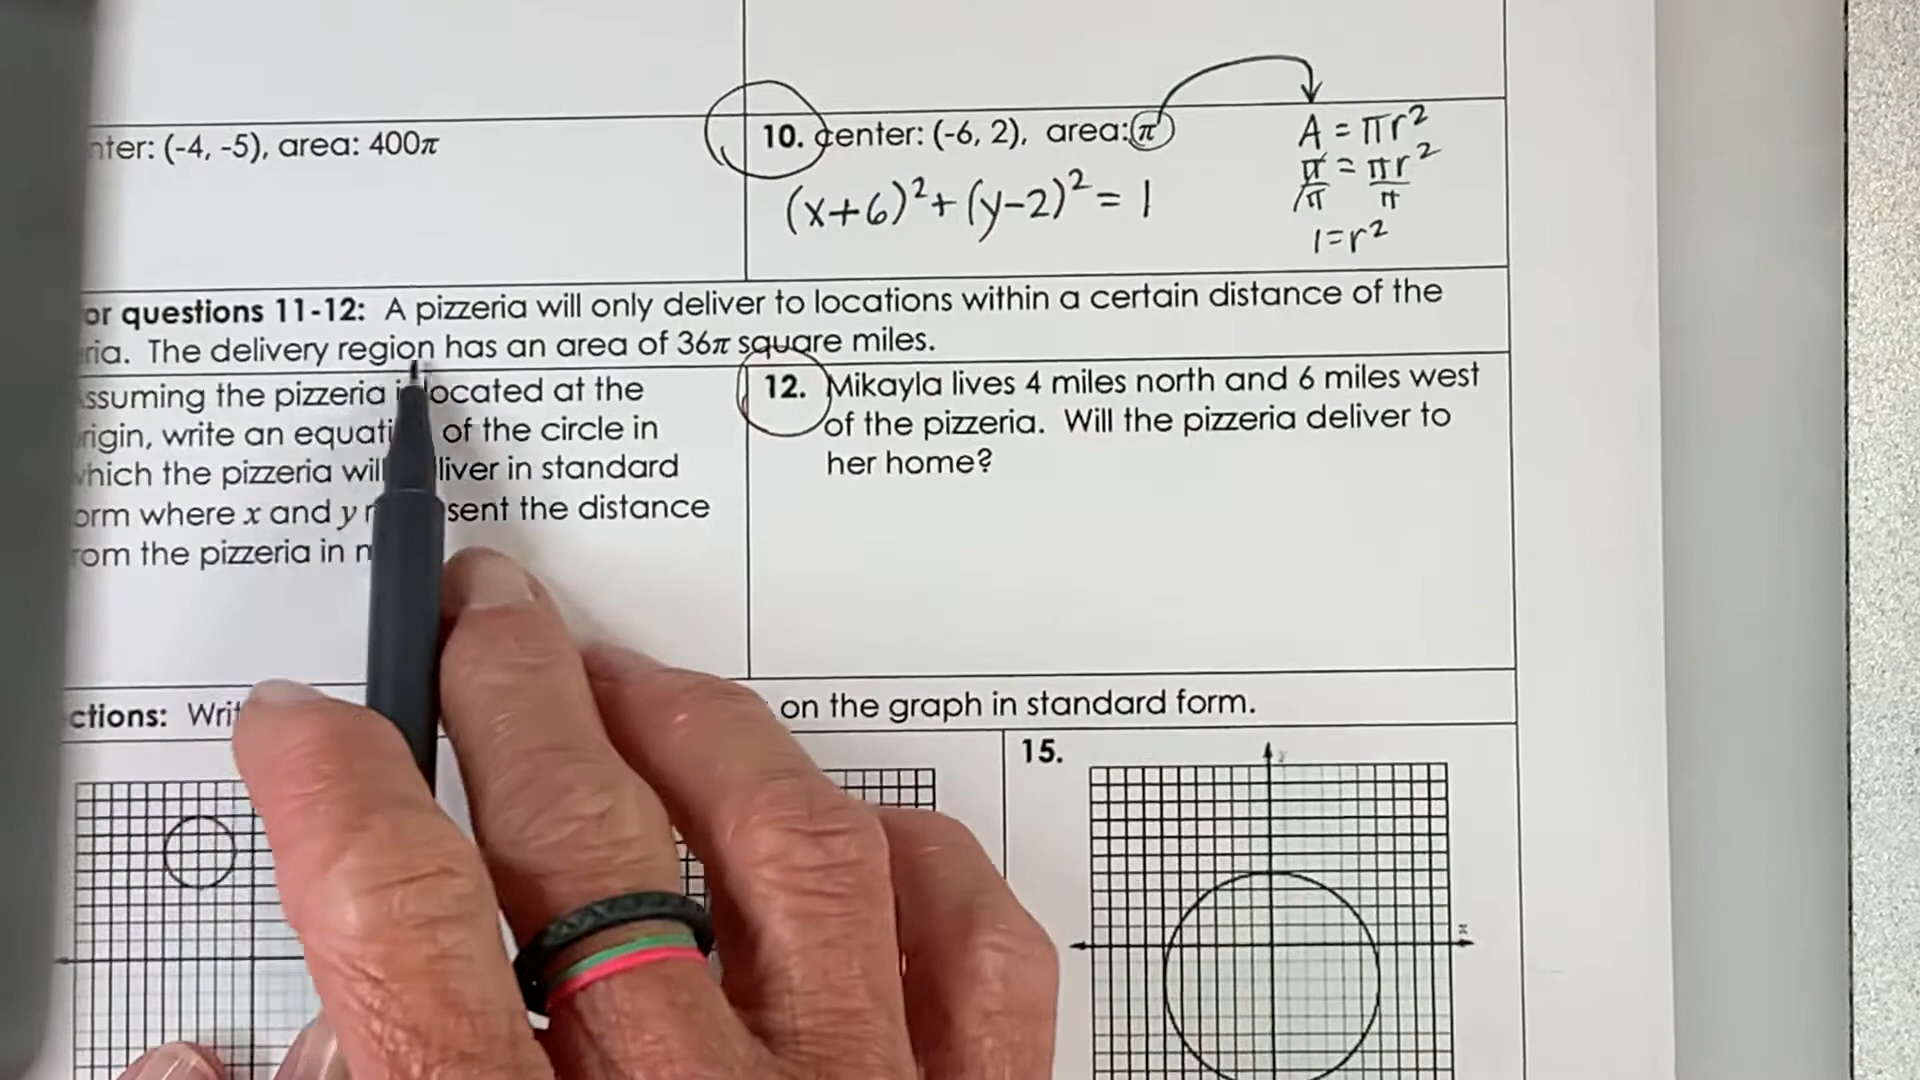 nter: (-4, -5), area: 400π
10. center: (-6, 2), area: π
(x+6)²+(y-2)² = 1
A = πr²
π/π = πr²/π
1=r²
or questions 11-12: A pizzeria will only deliver to locations within a certain distance of the
ria. The delivery region has an area of 36π square miles.
ssuming the pizzeria i located at the
rigin, write an equati of the circle in
which the pizzeria will liver in standard
orm where x and y r sent the distance
rom the pizzeria in m
12. Mikayla lives 4 miles north and 6 miles west
of the pizzeria. Will the pizzeria deliver to
her home?
ctions: Writ on the graph in standard form.
15.
y
x